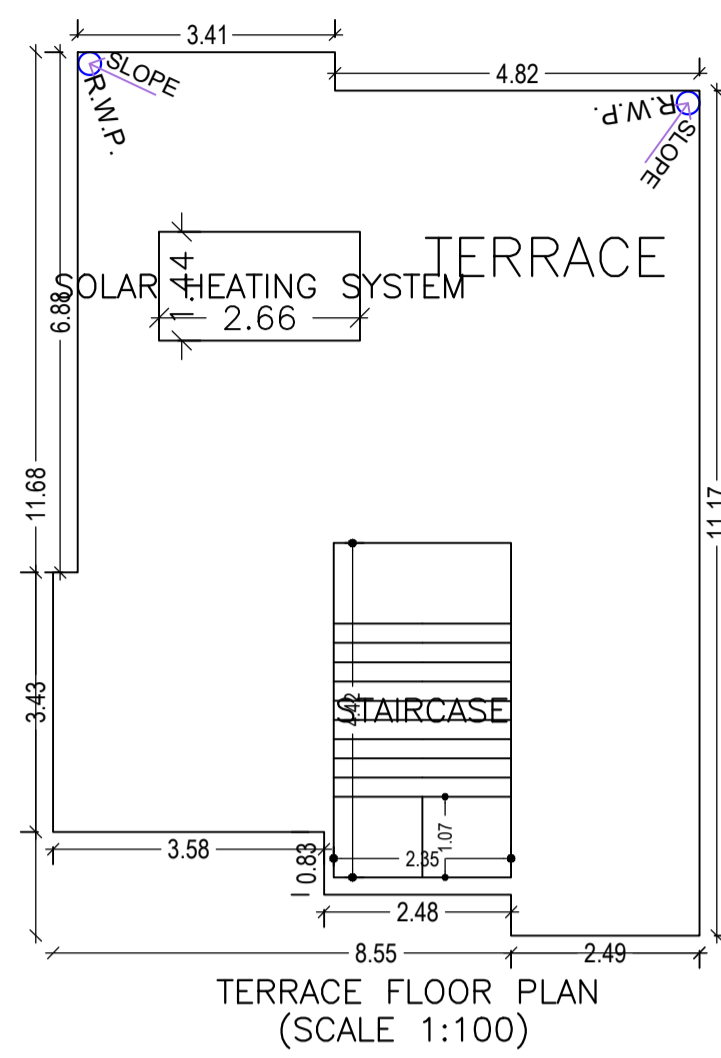 3.41
4.82
SLOPE
R.W.P.
R.W.P.
SLOPE
TERRACE
1.44
SOLAR HEATING SYSTEM
6.88
2.66
11.68
11.17
3.43
STAIRCASE
1.07
3.58
0.83
2.35
2.48
8.55
2.49
TERRACE FLOOR PLAN
(SCALE 1:100)